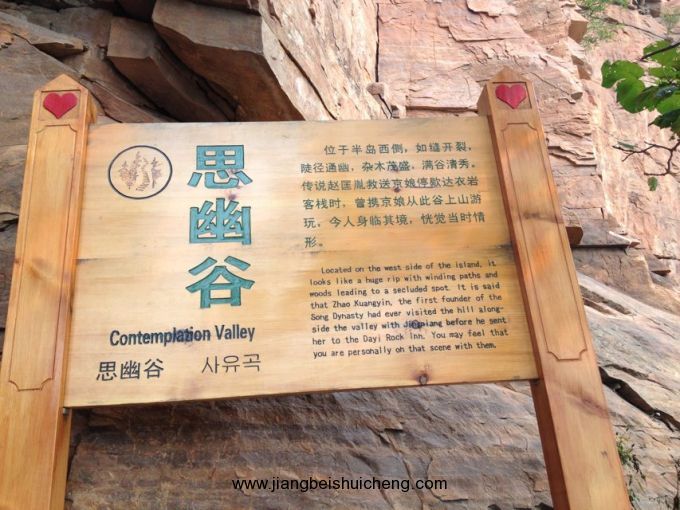 思幽谷
Contemplation Valley
思幽谷 사유곡
位于半岛西侧，如缝开裂，
陡径通幽，杂木茂盛，满谷清秀。
传说赵匡胤救送京娘停歇达衣岩
客栈时，曾携京娘从此谷上山游
玩，今人身临其境，恍觉当时情
形。
Located on the west side of the island, it
looks like a huge rip with winding paths and
woods leading to a secluded spot. It is said
that Zhao Kuangyin, the first founder of the
Song Dynasty had ever visited the hill along-
side the valley with Jingniang before he sent
her to the Dayi Rock Inn. You may feel that
you are personally on that scene with them.
www.jiangbeishuicheng.com